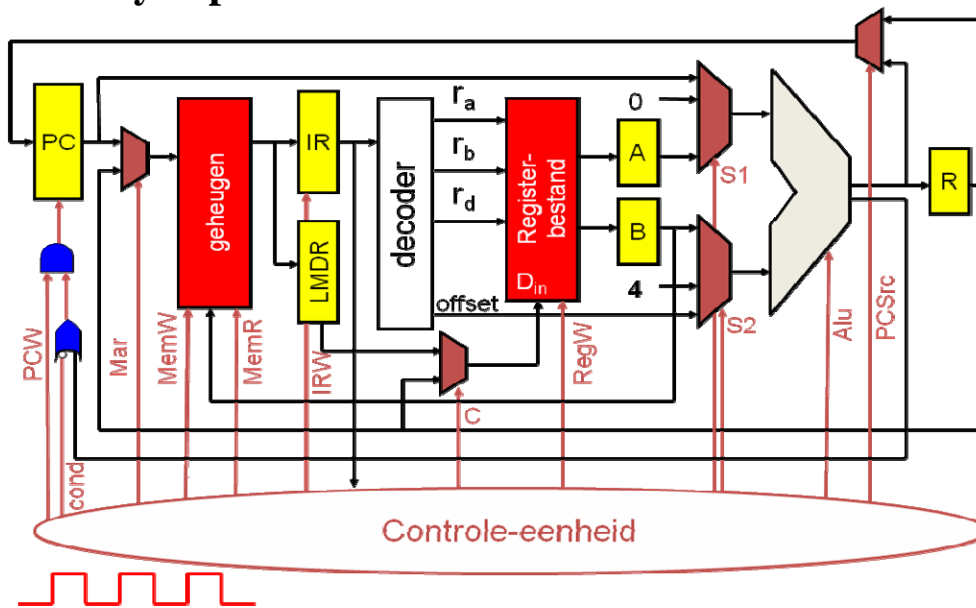 PC
geheugen
IR
LMDR
decoder
ra
rb
rd
offset
Register-
bestand
Din
A
B
0
4
S1
S2
R
PCW
cond
Mar
MemW
MemR
IRW
C
RegW
Alu
PCSrc
Controle-eenheid